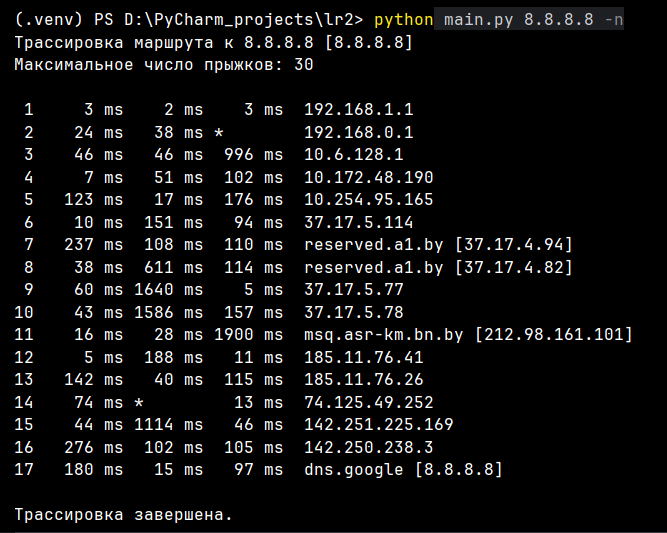 (.venv) PS D:\PyCharm_projects\lr2> python main.py 8.8.8.8 -n
Трассировка маршрута к 8.8.8.8 [8.8.8.8]
Максимальное число прыжков: 30
1 3 ms 2 ms 3 ms 192.168.1.1
2 24 ms 38 ms * 192.168.0.1
3 46 ms 46 ms 996 ms 10.6.128.1
4 7 ms 51 ms 102 ms 10.172.48.190
5 123 ms 17 ms 176 ms 10.254.95.165
6 10 ms 151 ms 94 ms 37.17.5.114
7 237 ms 108 ms 110 ms reserved.a1.by [37.17.4.94]
8 38 ms 611 ms 114 ms reserved.a1.by [37.17.4.82]
9 60 ms 1640 ms 5 ms 37.17.5.77
10 43 ms 1586 ms 157 ms 37.17.5.78
11 16 ms 28 ms 1900 ms msq.asr-km.bn.by [212.98.161.101]
12 5 ms 188 ms 11 ms 185.11.76.41
13 142 ms 40 ms 115 ms 185.11.76.26
14 74 ms * 13 ms 74.125.49.252
15 44 ms 1114 ms 46 ms 142.251.225.169
16 276 ms 102 ms 105 ms 142.250.238.3
17 180 ms 15 ms 97 ms dns.google [8.8.8.8]
Трассировка завершена.